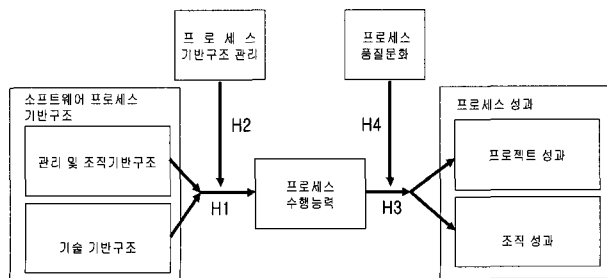 프 로 세 스
기반구조 관리
프로세스
품질문화
소프트웨어 프로세스
기반구조
관리 및 조직기반구조
기술 기반구조
H2
H1
프로세스
수행능력
H4
H3
프로세스 성과
프로젝트 성과
조직 성과